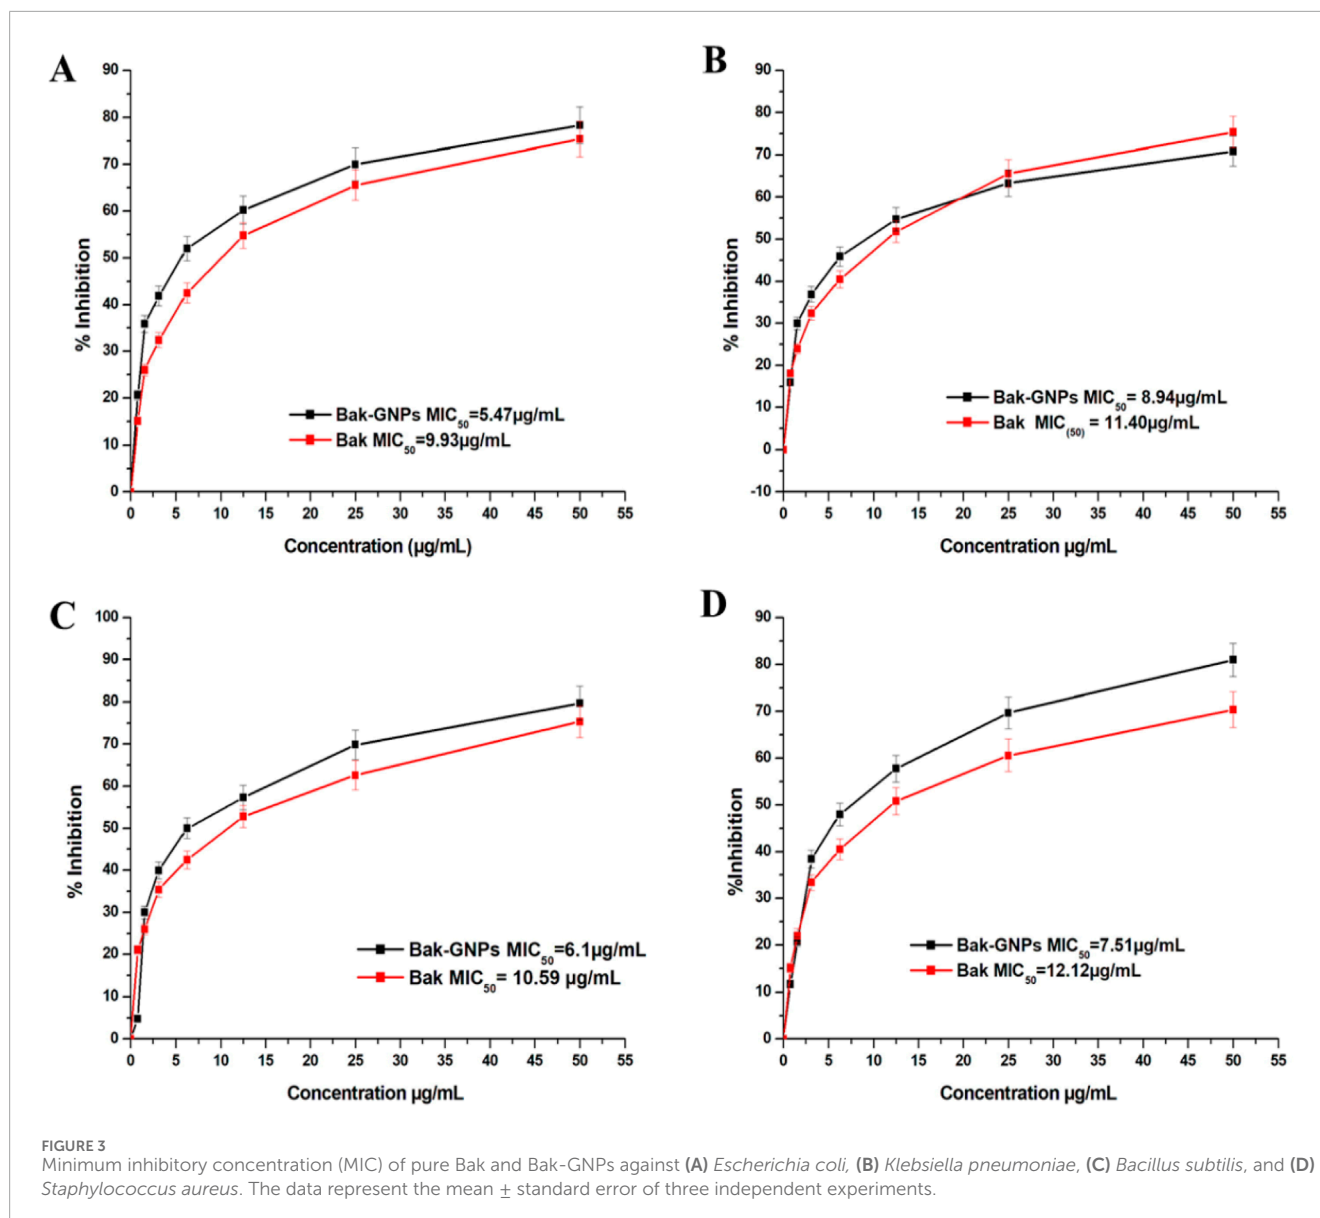 A
90
80
70
60
50
40
30
20
10
0
% Inhibition
Bak-GNPs MIC50=5.47µg/mL
Bak MIC50=9.93µg/mL
0 5 10 15 20 25 30 35 40 45 50 55
Concentration (µg/mL)
B
90
80
70
60
50
40
30
20
10
0
-10
% Inhibition
Bak-GNPs MIC50= 8.94µg/mL
Bak MIC(50) = 11.40µg/mL
0 5 10 15 20 25 30 35 40 45 50 55
Concentration µg/mL
C
100
90
80
70
60
50
40
30
20
10
0
% Inhibition
Bak-GNPs MIC50=6.1µg/mL
Bak MIC50= 10.59 µg/mL
0 5 10 15 20 25 30 35 40 45 50 55
Concentration µg/mL
D
90
80
70
60
50
40
30
20
10
0
%Inhibition
Bak-GNPs MIC50=7.51µg/mL
Bak MIC50=12.12µg/mL
0 5 10 15 20 25 30 35 40 45 50 55
Concentration µg/mL
FIGURE 3
Minimum inhibitory concentration (MIC) of pure Bak and Bak-GNPs against (A) Escherichia coli, (B) Klebsiella pneumoniae, (C) Bacillus subtilis, and (D)
Staphylococcus aureus. The data represent the mean ± standard error of three independent experiments.